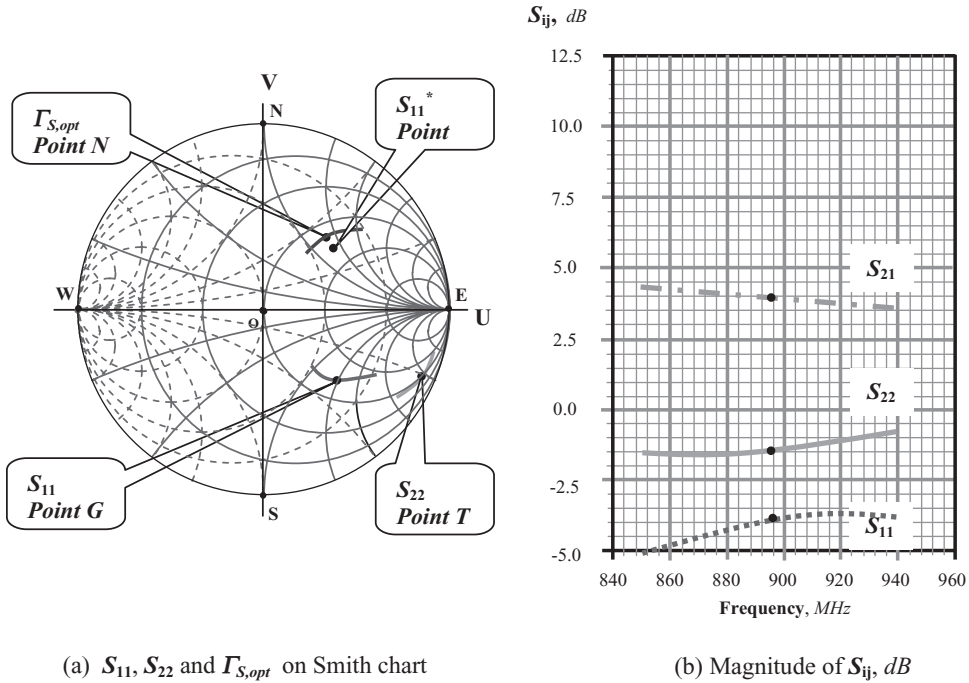 V
N
Γ_S,opt
Point N
S₁₁*
Point
W
E
O
U
S₁₁
Point G
S₂₂
Point T
S
S_ij, dB
12.5
10.0
7.5
5.0
2.5
0.0
-2.5
-5.0
S₂₁
S₂₂
S₁₁
840 860 880 900 920 940 960
Frequency, MHz
(a) S₁₁, S₂₂ and Γ_S,opt on Smith chart
(b) Magnitude of S_ij, dB